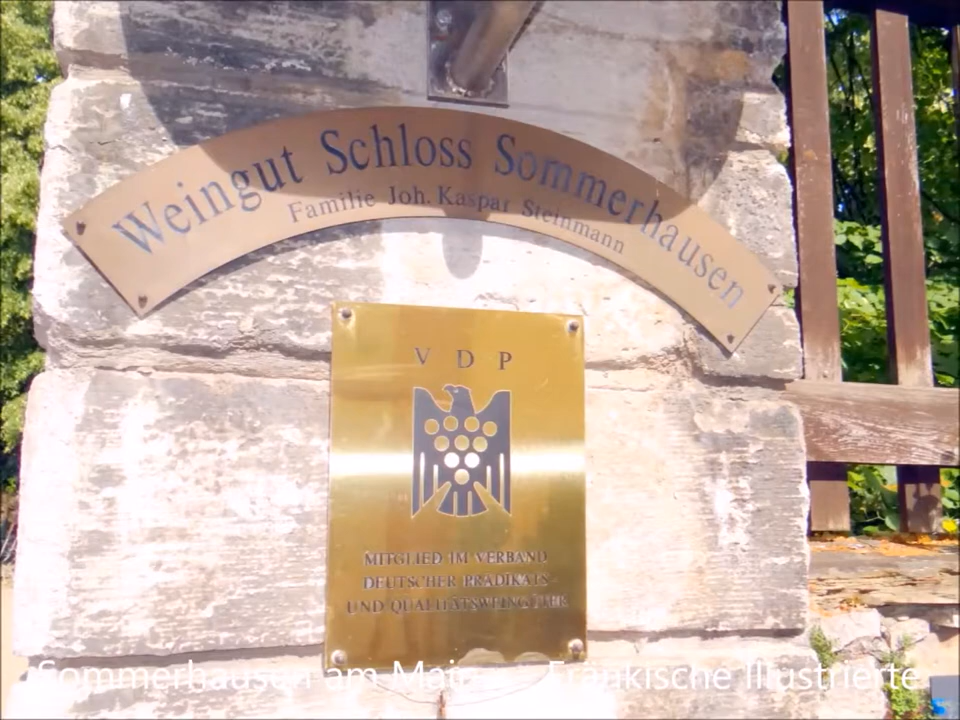 Weingut Schloss Sommerhausen
Familie Joh. Kaspar Steinmann
V D P
MITGLIED IM VERBAND
DEUTSCHER PRÄDIKATS-
UND QUALITÄTSWEINGÜTER
Sommerhausen am Main - Fränkische Illustrierte